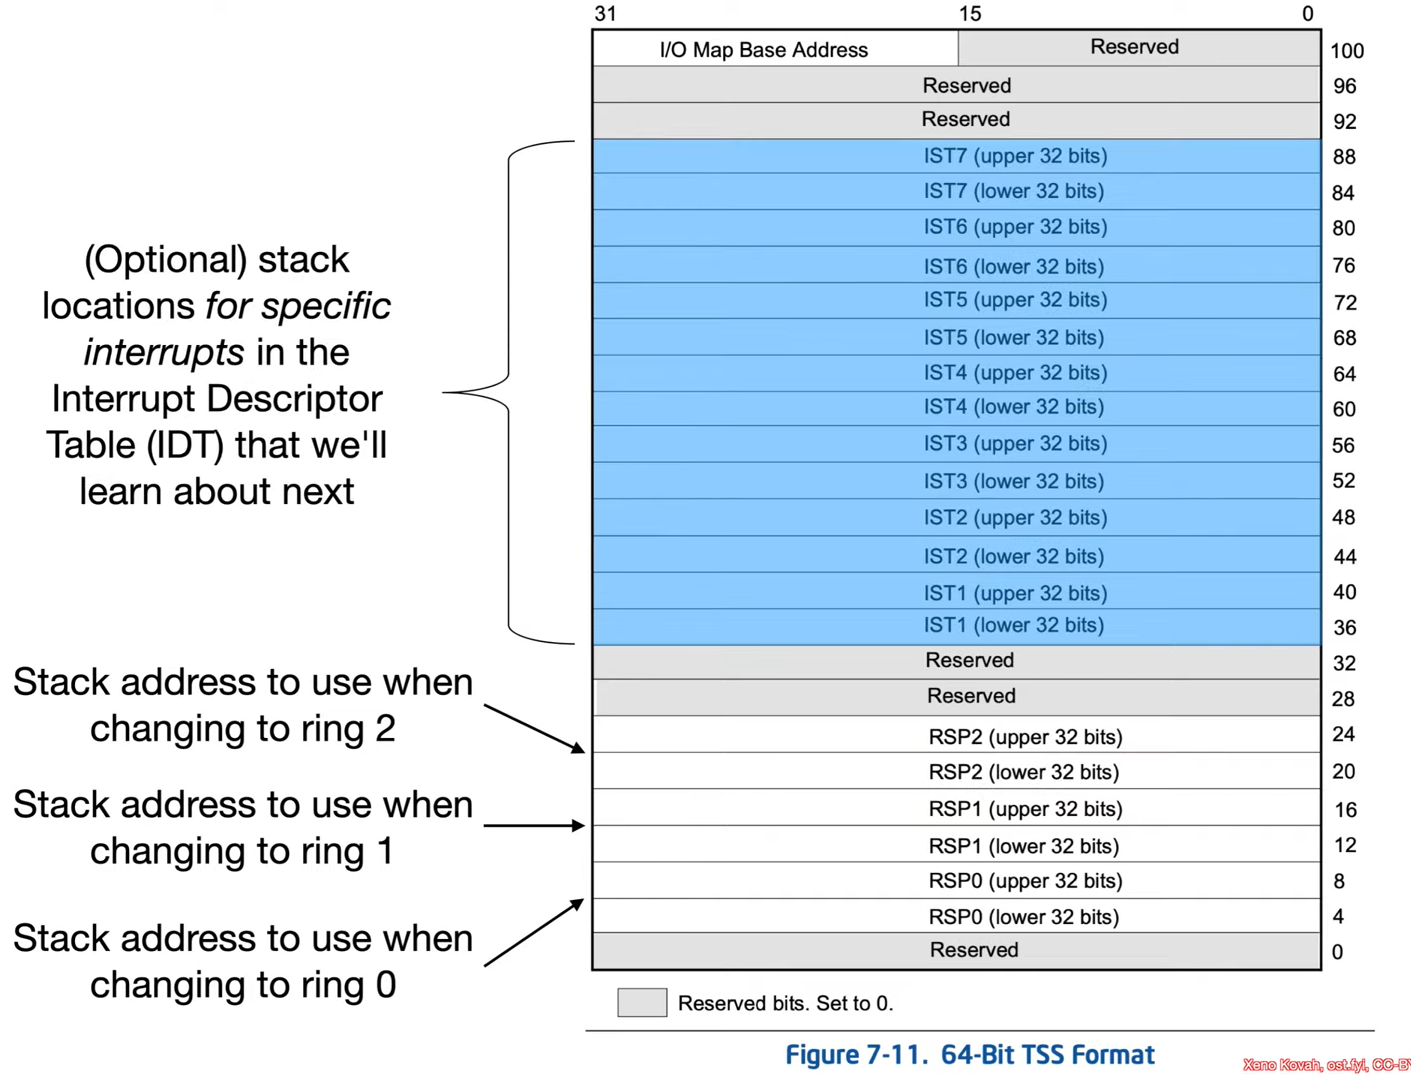 31 15 0
I/O Map Base Address Reserved 100
Reserved 96
Reserved 92
IST7 (upper 32 bits) 88
IST7 (lower 32 bits) 84
IST6 (upper 32 bits) 80
IST6 (lower 32 bits) 76
IST5 (upper 32 bits) 72
IST5 (lower 32 bits) 68
IST4 (upper 32 bits) 64
IST4 (lower 32 bits) 60
IST3 (upper 32 bits) 56
IST3 (lower 32 bits) 52
IST2 (upper 32 bits) 48
IST2 (lower 32 bits) 44
IST1 (upper 32 bits) 40
IST1 (lower 32 bits) 36
Reserved 32
Reserved 28
RSP2 (upper 32 bits) 24
RSP2 (lower 32 bits) 20
RSP1 (upper 32 bits) 16
RSP1 (lower 32 bits) 12
RSP0 (upper 32 bits) 8
RSP0 (lower 32 bits) 4
Reserved 0
(Optional) stack
locations for specific
interrupts in the
Interrupt Descriptor
Table (IDT) that we'll
learn about next
Stack address to use when
changing to ring 2
Stack address to use when
changing to ring 1
Stack address to use when
changing to ring 0
Reserved bits. Set to 0.
Figure 7-11. 64-Bit TSS Format
Xeno Kovah, ost.fyi, CC-BY